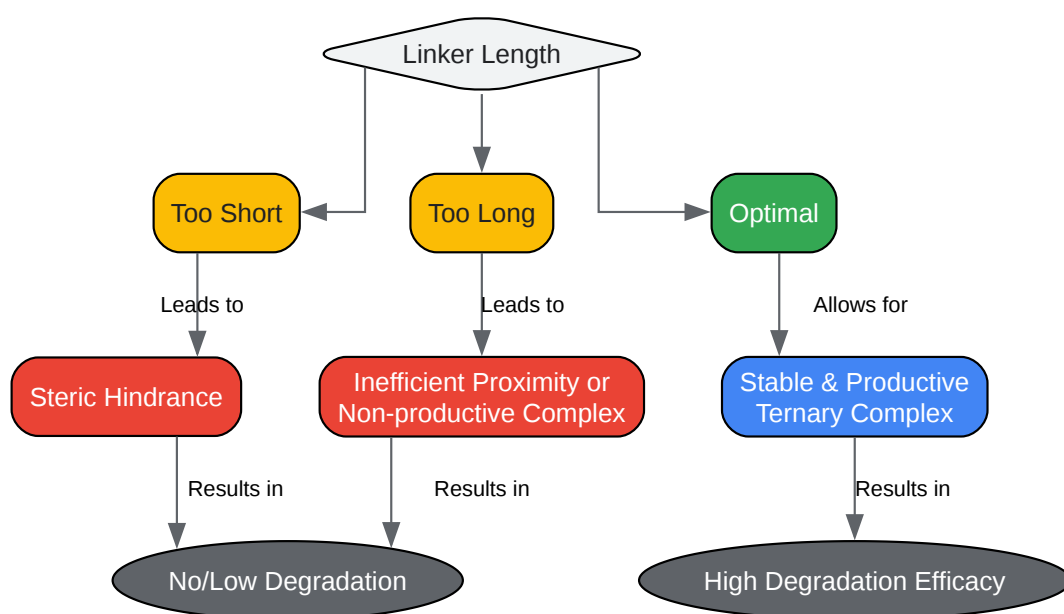 Linker Length
Too Short
Too Long
Optimal
Leads to
Leads to
Allows for
Steric Hindrance
Inefficient Proximity or
Non-productive Complex
Stable & Productive
Ternary Complex
Results in
Results in
Results in
No/Low Degradation
High Degradation Efficacy